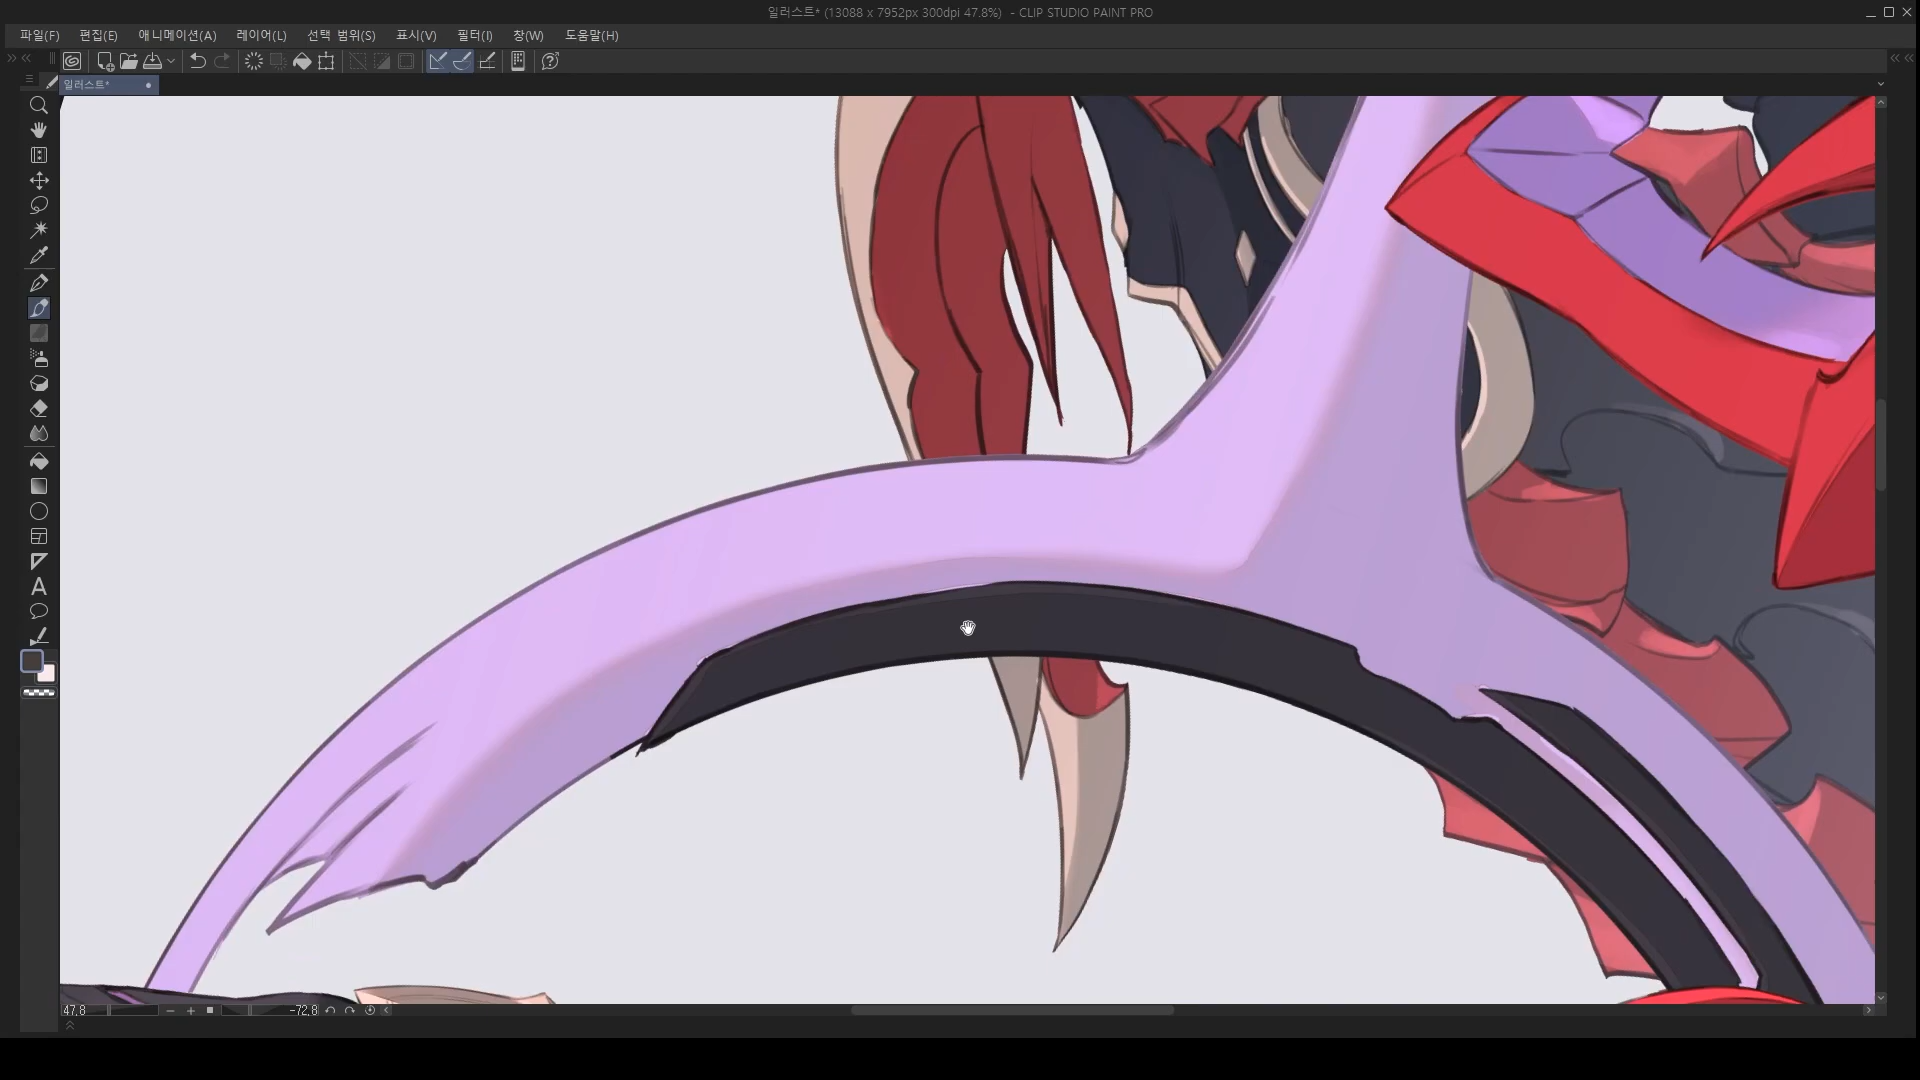 일러스트* (13088 x 7952px 300dpi 47.8%) - CLIP STUDIO PAINT PRO
파일(F) 편집(E) 애니메이션(A) 레이어(L) 선택 범위(S) 표시(V) 필터(I) 창(W) 도움말(H)
일러스트*
47.8
-72.8